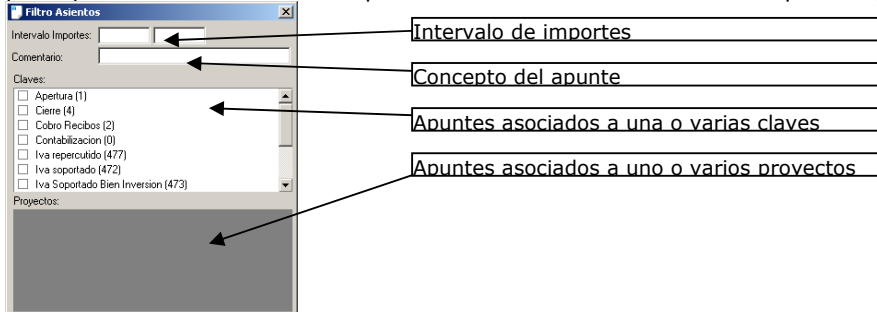 Filtro Asientos
Intervalo Importes:
Comentario:
Claves:
Apertura (1)
Cierre (4)
Cobro Recibos (2)
Contabilizacion (0)
Iva repercutido (477)
Iva soportado (472)
Iva Soportado Bien Inversion (473)
Proyectos:
Intervalo de importes
Concepto del apunte
Apuntes asociados a una o varias claves
Apuntes asociados a uno o varios proyectos